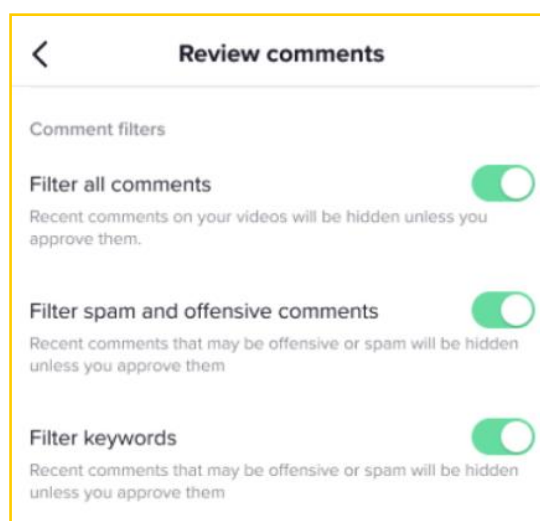 Review comments
Comment filters
Filter all comments
Recent comments on your videos will be hidden unless you
approve them.
Filter spam and offensive comments
Recent comments that may be offensive or spam will be hidden
unless you approve them
Filter keywords
Recent comments that may be offensive or spam will be hidden
unless you approve them